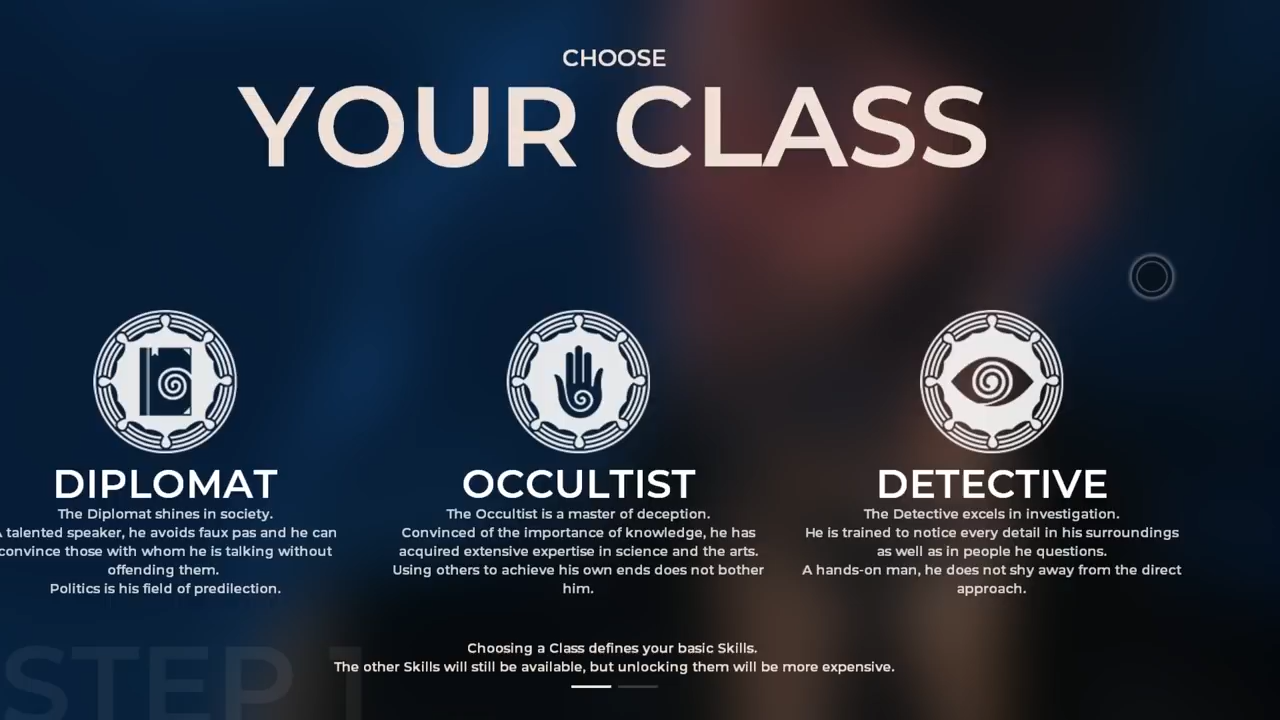 CHOOSE
YOUR CLASS
DIPLOMAT
The Diplomat shines in society.
A talented speaker, he avoids faux pas and he can
convince those with whom he is talking without
offending them.
Politics is his field of predilection.
OCCULTIST
The Occultist is a master of deception.
Convinced of the importance of knowledge, he has
acquired extensive expertise in science and the arts.
Using others to achieve his own ends does not bother
him.
DETECTIVE
The Detective excels in investigation.
He is trained to notice every detail in his surroundings
as well as in people he questions.
A hands-on man, he does not shy away from the direct
approach.
Choosing a Class defines your basic Skills.
The other Skills will still be available, but unlocking them will be more expensive.
STEP 1